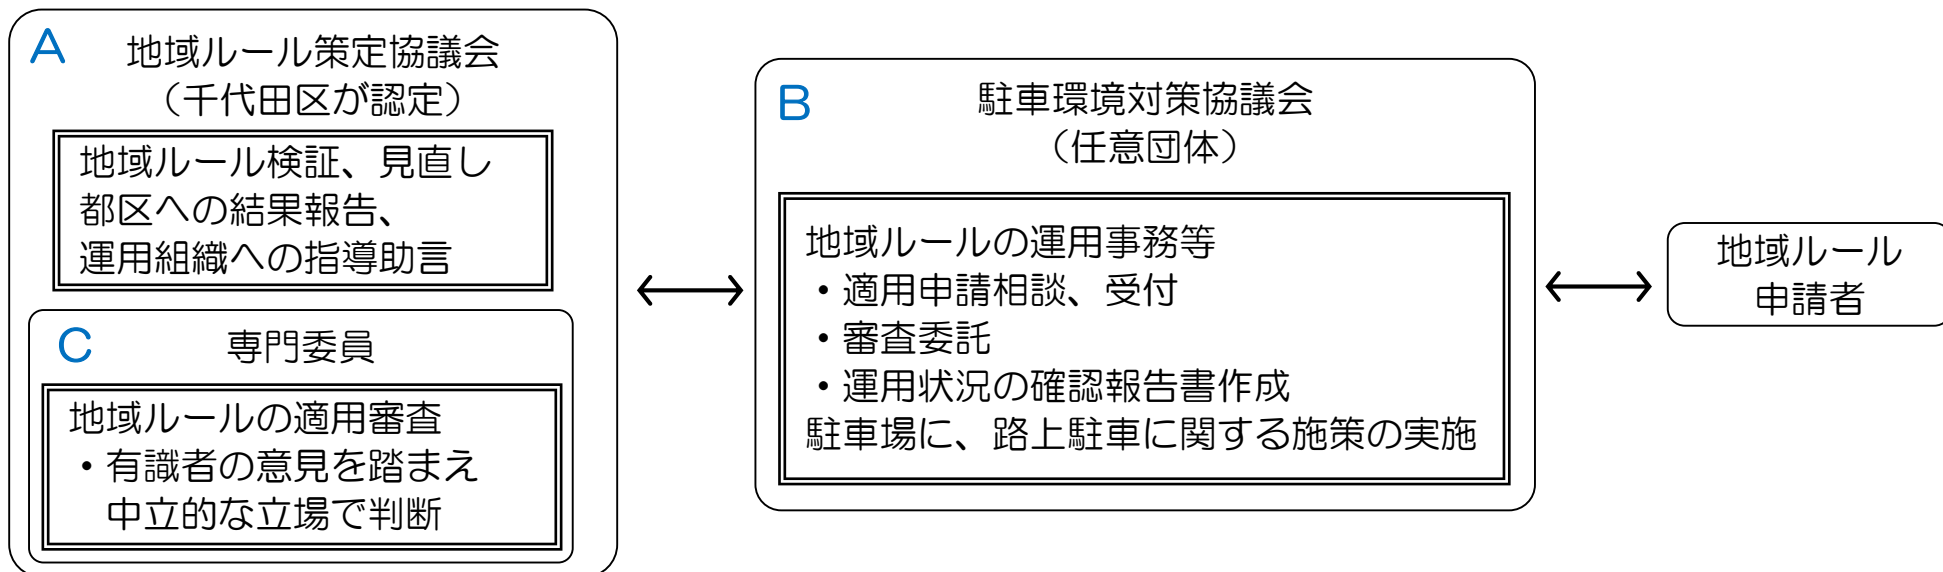 A
地域ルール策定協議会
（千代田区が認定）
地域ルール検証、見直し
都区への結果報告、
運用組織への指導助言
C
専門委員
地域ルールの適用審査
・有識者の意見を踏まえ
中立的な立場で判断
B
駐車環境対策協議会
（任意団体）
地域ルールの運用事務等
・適用申請相談、受付
・審査委託
・運用状況の確認報告書作成
駐車場に、路上駐車に関する施策の実施
地域ルール
申請者